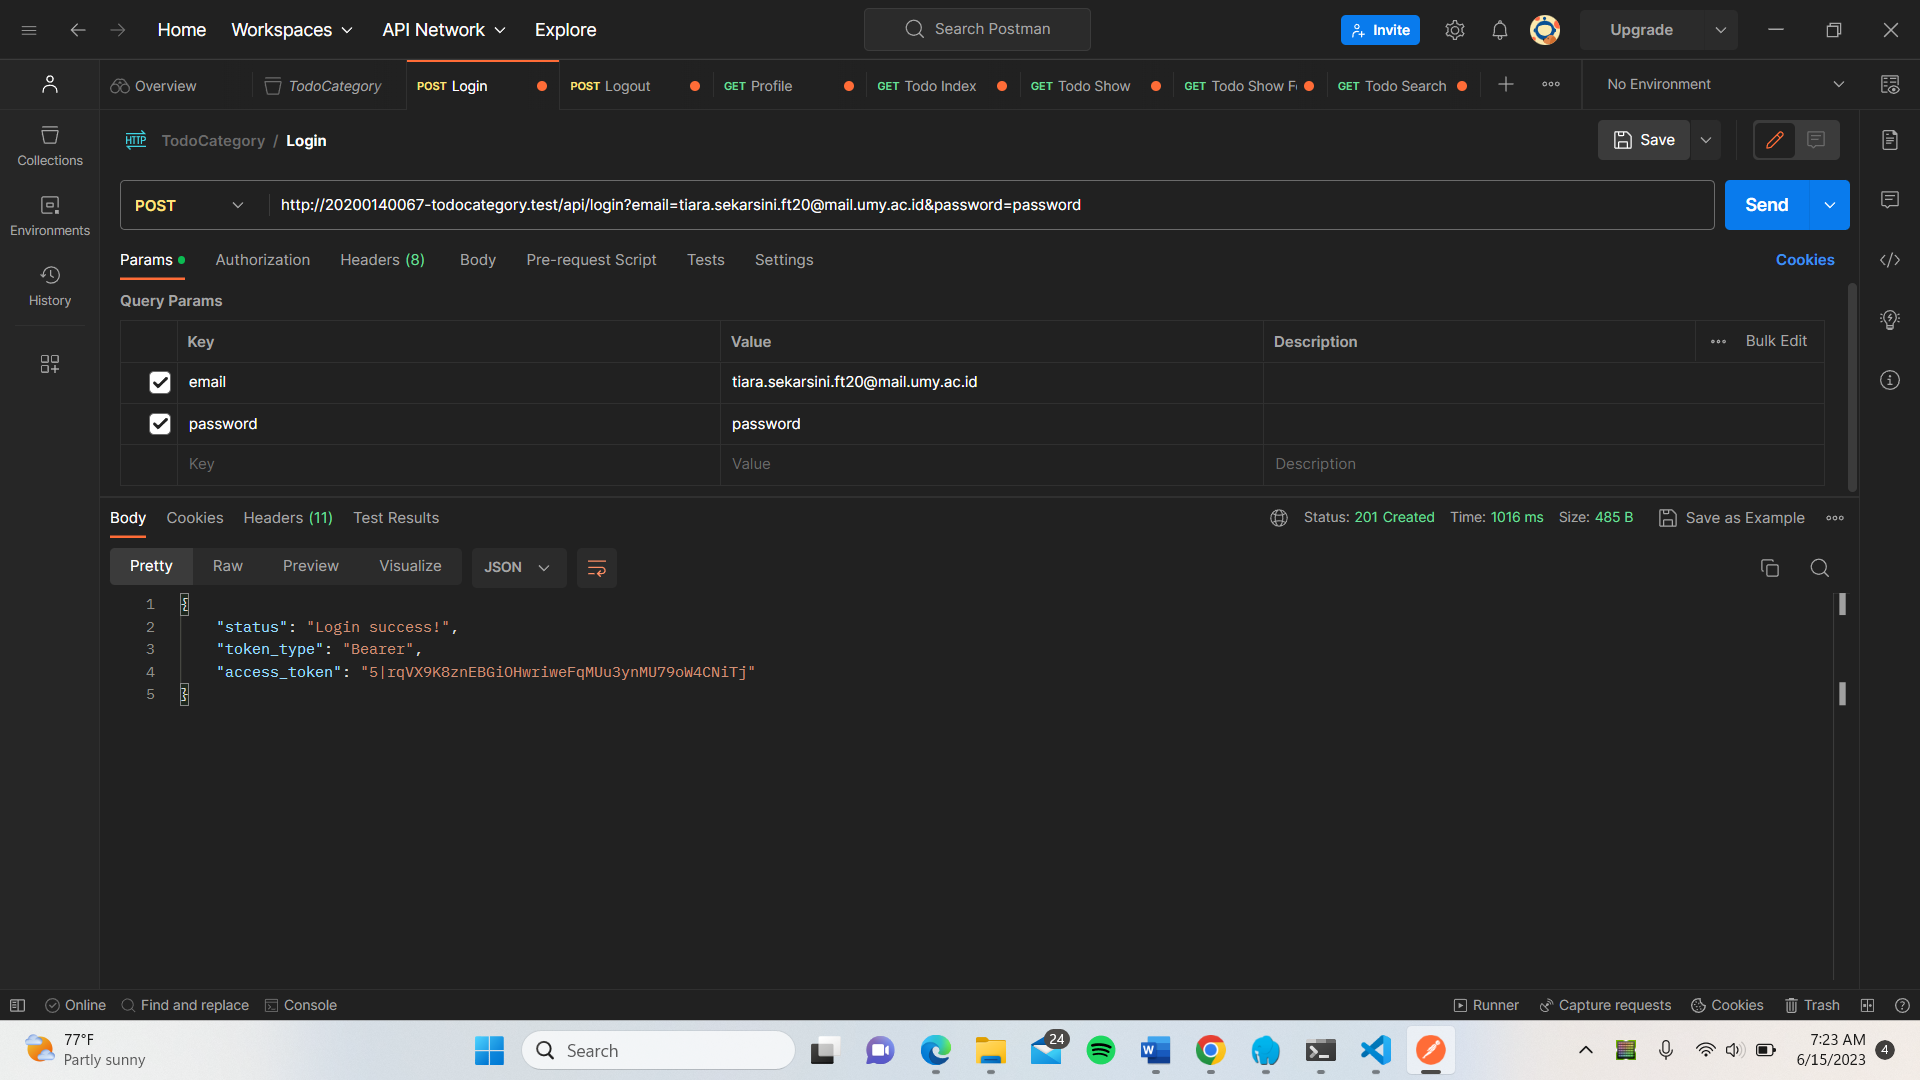 Home Workspaces API Network Explore Search Postman Invite Upgrade
Overview TodoCategory POST Login POST Logout GET Profile GET Todo Index GET Todo Show GET Todo Show F GET Todo Search No Environment
HTTP TodoCategory / Login Save
Collections
Environments
History
POST http://20200140067-todocategory.test/api/login?email=tiara.sekarsini.ft20@mail.umy.ac.id&password=password Send
Params Authorization Headers (8) Body Pre-request Script Tests Settings Cookies
Query Params
Key Value Description Bulk Edit
email tiara.sekarsini.ft20@mail.umy.ac.id
password password
Key Value Description
Body Cookies Headers (11) Test Results Status: 201 Created Time: 1016 ms Size: 485 B Save as Example
Pretty Raw Preview Visualize JSON
1 {
2 "status": "Login success!",
3 "token_type": "Bearer",
4 "access_token": "5|rqVX9K8znEBGiOHwriweFqMUu3ynMU79oW4CNiTj"
5 }
Online Find and replace Console Runner Capture requests Cookies Trash
77°F
Partly sunny
Search
24
W
7:23 AM
6/15/2023
4